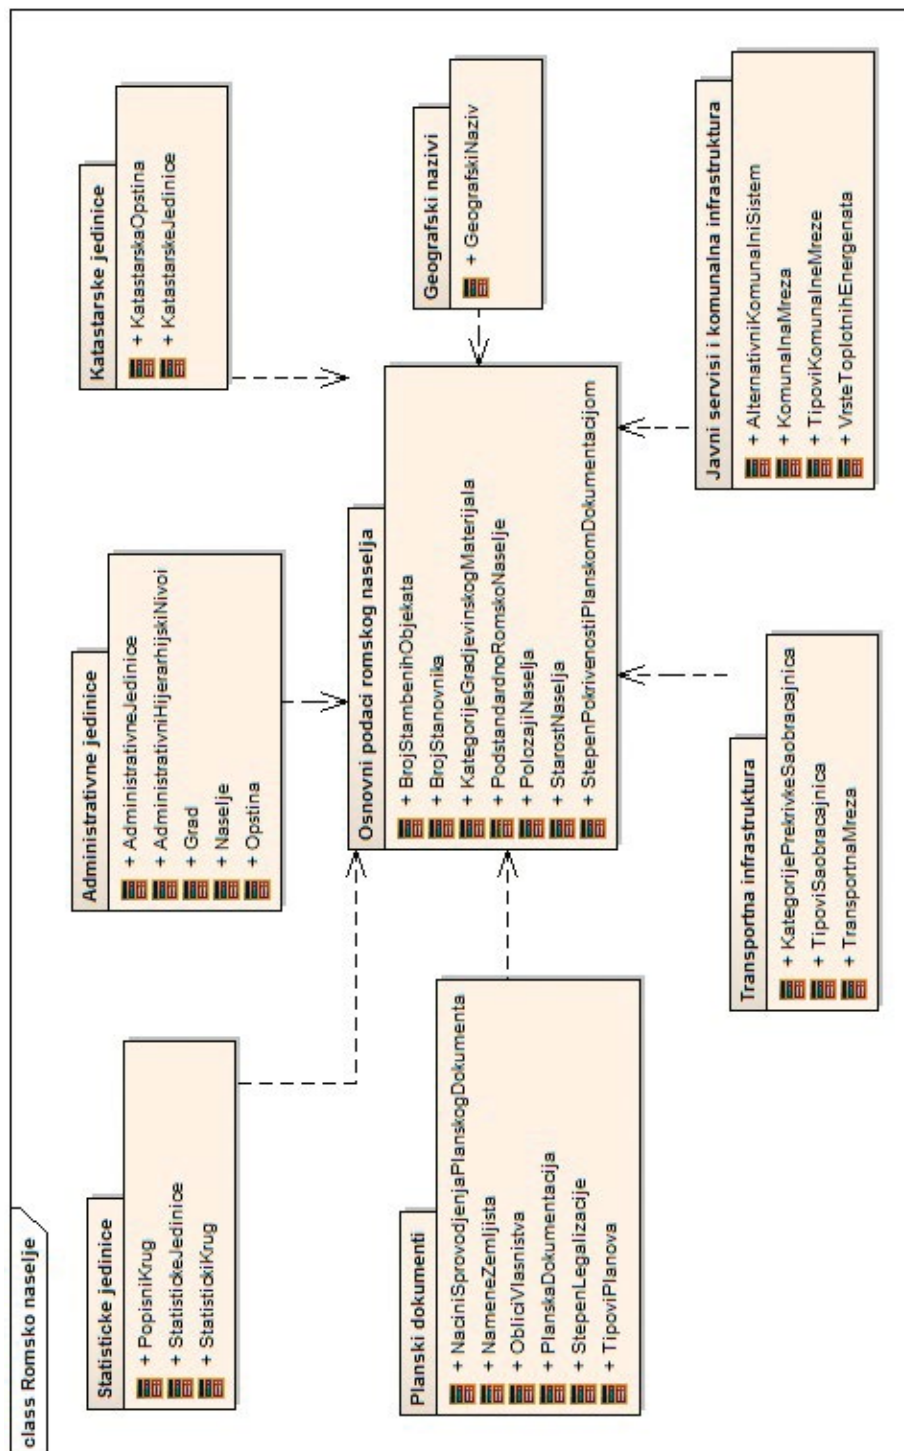 class Romsko naselje
Statisticke jedinice
+ PopisniKrug
+ StatistickeJedinice
+ StatistickiKrug
Administrativne jedinice
+ AdministrativneJedinice
+ AdministrativniHijerarhijskiNivoi
+ Grad
+ Naselje
+ Opstina
Katastarske jedinice
+ KatastarskaOpstina
+ KatastarskeJedinice
Planski dokumenti
+ NaciniSprovodjenjaPlanskogDokumenta
+ NameneZemljista
+ ObliciVlasnistva
+ PlanskaDokumentacija
+ StepenLegalizacije
+ TipoviPlanova
Osnovni podaci romskog naselja
+ BrojStambenihObjekata
+ BrojStanovnika
+ KategorijeGradjevinskogMaterijala
+ PodstandardnoRomskoNaselje
+ PolozajiNaselja
+ StarostNaselja
+ StepenPokrivenostiPlanskomDokumentacijom
Geografski nazivi
+ GeografskiNaziv
Transportna infrastruktura
+ KategorijePrekrivkeSaobracajnica
+ TipoviSaobracajnica
+ TransportnaMreza
Javni servisi i komunalna infrastruktura
+ AlternativniKomunalniSistem
+ KomunalnaMreza
+ TipoviKomunalneMreze
+ VrsteToplotnihEnergenata